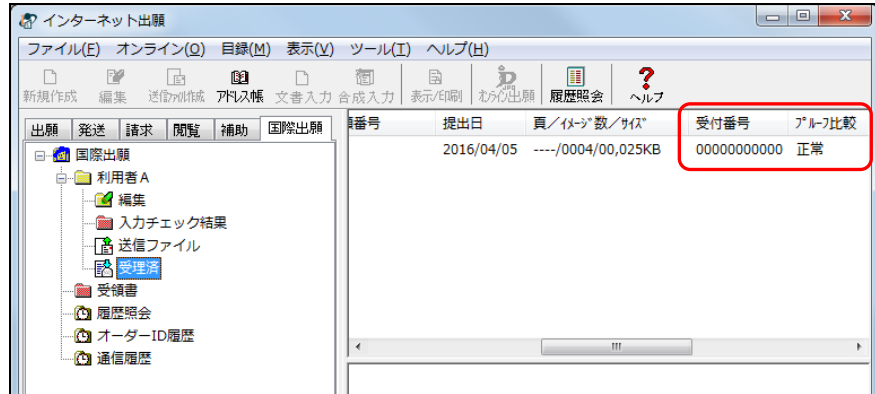 インターネット出願
ファイル(F) オンライン(O) 目録(M) 表示(V) ツール(T) ヘルプ(H)
新規作成 編集 送信ﾌｧｲﾙ作成 ｱﾄﾞﾚｽ帳 文書入力 合成入力 表示/印刷 ｵﾝﾗｲﾝ出願 履歴照会 ヘルプ
出願 発送 請求 閲覧 補助 国際出願
番号 提出日 頁／ｲﾒｰｼﾞ数／ｻｲｽﾞ 受付番号 ﾌﾟﾙｰﾌ比較
2016/04/05 ----/0004/00,025KB 00000000000 正常
国際出願
利用者A
編集
入力チェック結果
送信ファイル
受理済
受領書
履歴照会
オーダーID履歴
通信履歴